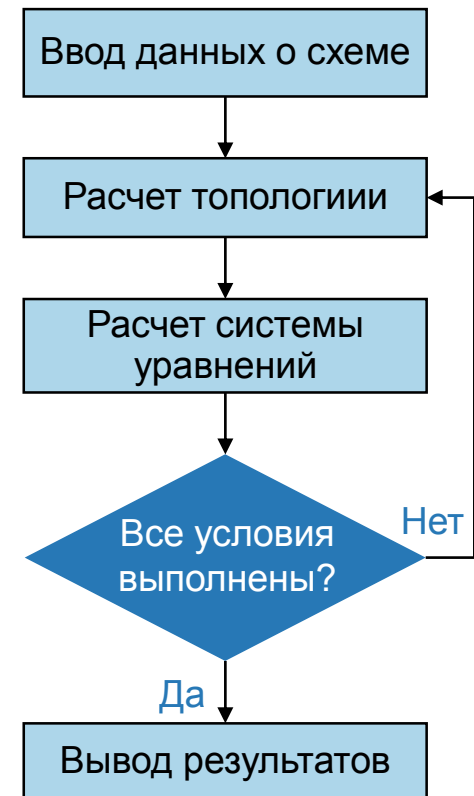 Ввод данных о схеме
Расчет топологиии
Расчет системы
уравнений
Все условия
выполнены?
Нет
Да
Вывод результатов